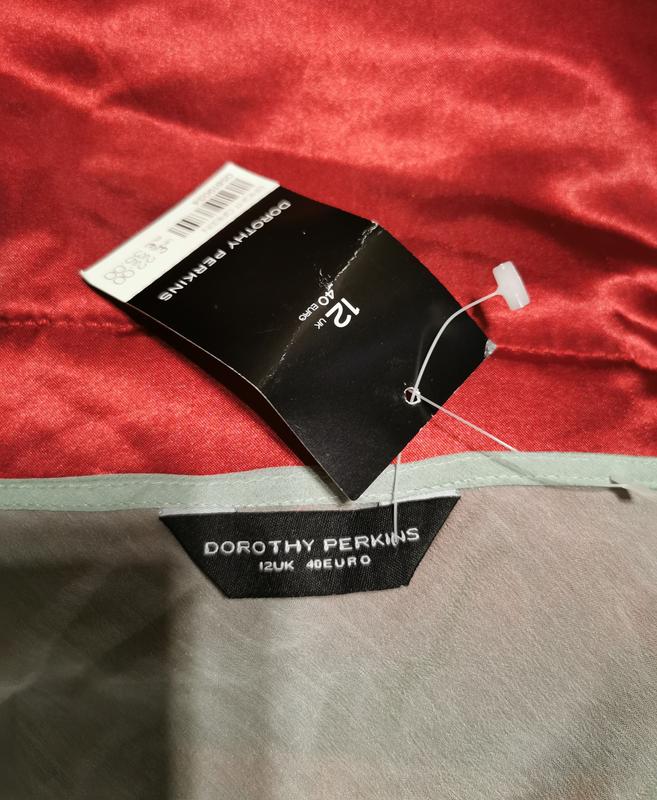 DOROTHY PERKINS
12 UK
40 EURO
DOROTHY PERKINS
12UK 40EURO